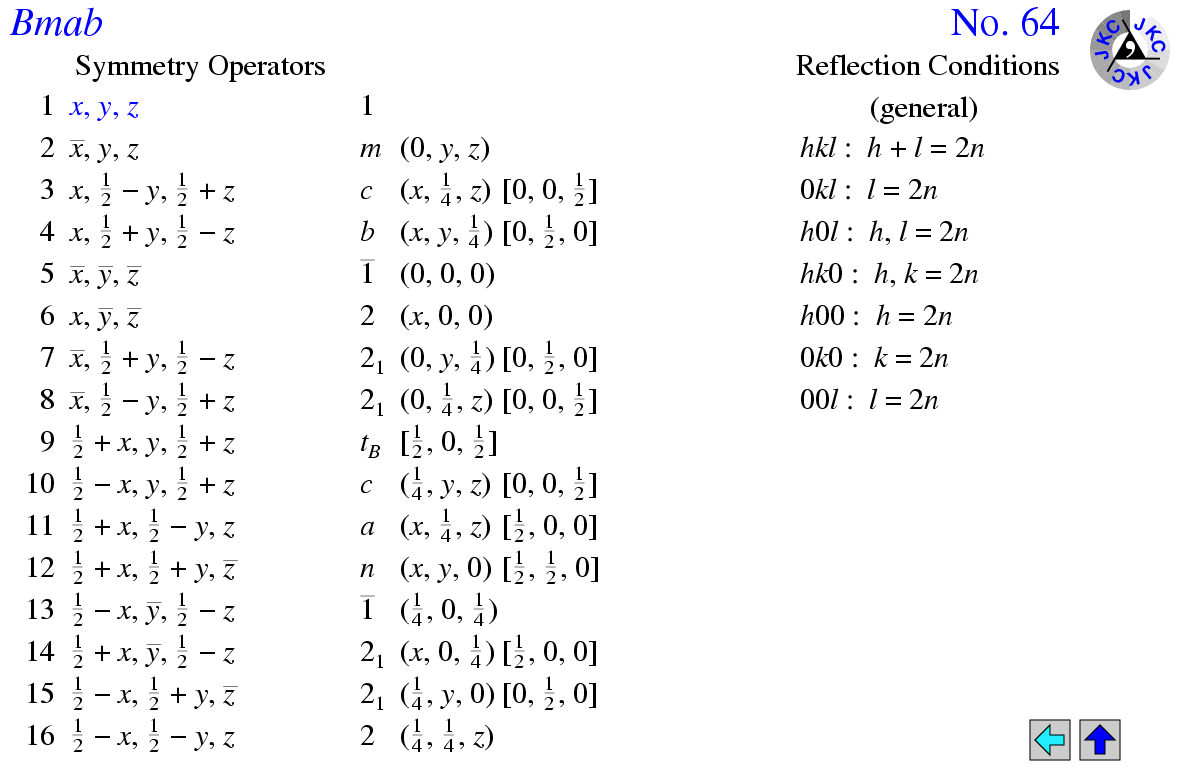 Bmab No. 64
Symmetry Operators Reflection Conditions
1 x, y, z 1 (general)
2 x̅, y, z m (0, y, z) hkl : h + l = 2n
3 x, 1/2 − y, 1/2 + z c (x, 1/4, z) [0, 0, 1/2] 0kl : l = 2n
4 x, 1/2 + y, 1/2 − z b (x, y, 1/4) [0, 1/2, 0] h0l : h, l = 2n
5 x̅, y̅, z̅ 1̅ (0, 0, 0) hk0 : h, k = 2n
6 x, y̅, z̅ 2 (x, 0, 0) h00 : h = 2n
7 x̅, 1/2 + y, 1/2 − z 2₁ (0, y, 1/4) [0, 1/2, 0] 0k0 : k = 2n
8 x̅, 1/2 − y, 1/2 + z 2₁ (0, 1/4, z) [0, 0, 1/2] 00l : l = 2n
9 1/2 + x, y, 1/2 + z t_B [1/2, 0, 1/2]
10 1/2 − x, y, 1/2 + z c (1/4, y, z) [0, 0, 1/2]
11 1/2 + x, 1/2 − y, z a (x, 1/4, z) [1/2, 0, 0]
12 1/2 + x, 1/2 + y, z̅ n (x, y, 0) [1/2, 1/2, 0]
13 1/2 − x, y̅, 1/2 − z 1̅ (1/4, 0, 1/4)
14 1/2 + x, y̅, 1/2 − z 2₁ (x, 0, 1/4) [1/2, 0, 0]
15 1/2 − x, 1/2 + y, z̅ 2₁ (1/4, y, 0) [0, 1/2, 0]
16 1/2 − x, 1/2 − y, z 2 (1/4, 1/4, z)
JKC JKC JKC